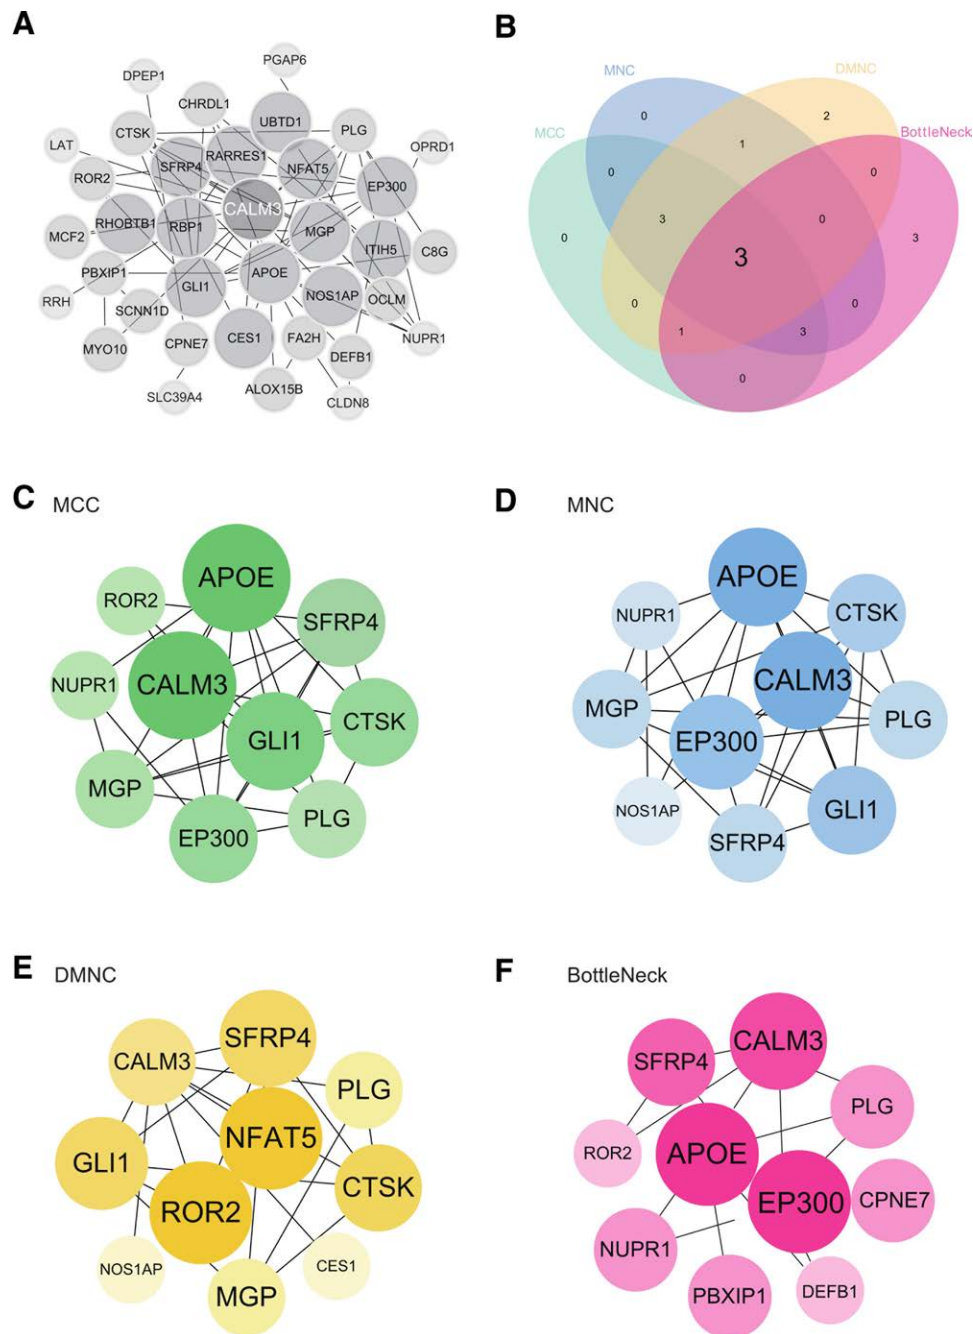 A
PGAP6
DPEP1
CHRDL1
UBTD1
PLG
CTSK
LAT
OPRD1
RARRES1
SFRP4
NFAT5
ROR2
EP300
CALM3
RHOBTB1
RBP1
MGP
MCF2
ITIH5
C8G
PBXIP1
APOE
GLI1
NOS1AP
OCLM
RRH
SCNN1D
NUPR1
MYO10
CPNE7
CES1
FA2H
DEFB1
SLC39A4
ALOX15B
CLDN8
B
MNC
DMNC
MCC
BottleNeck
0
2
1
0
0
3
0
0
3
3
0
0
1
3
0
C
MCC
APOE
ROR2
SFRP4
NUPR1
CALM3
CTSK
GLI1
MGP
PLG
EP300
D
MNC
APOE
NUPR1
CTSK
CALM3
MGP
PLG
EP300
NOS1AP
GLI1
SFRP4
E
DMNC
SFRP4
CALM3
PLG
NFAT5
GLI1
CTSK
ROR2
NOS1AP
CES1
MGP
F
BottleNeck
CALM3
SFRP4
PLG
ROR2
APOE
EP300
CPNE7
NUPR1
PBXIP1
DEFB1